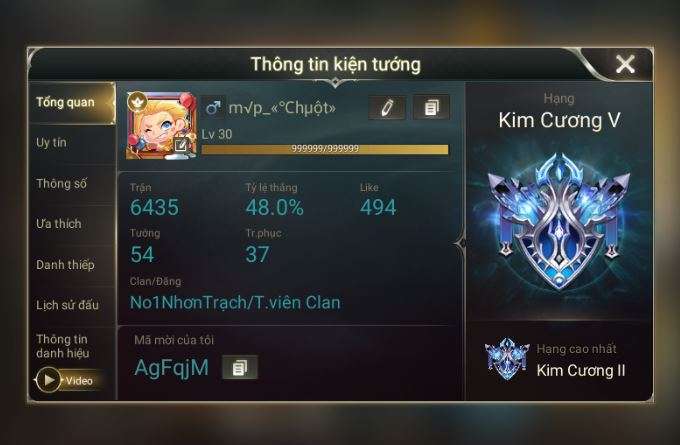 Thông tin kiện tướng
Tổng quan
Uy tín
Thông số
Ưa thích
Danh thiếp
Lịch sử đấu
Thông tin
danh hiệu
Video
m√p_«°Chµột»
Lv 30
999999/999999
Trận
Tỷ lệ thắng
Like
6435
48.0%
494
Tướng
Tr.phục
54
37
Clan/Đăng
No1NhơnTrạch/T.viên Clan
Mã mời của tôi
AgFqjM
Hạng
Kim Cương V
Hạng cao nhất
Kim Cương II